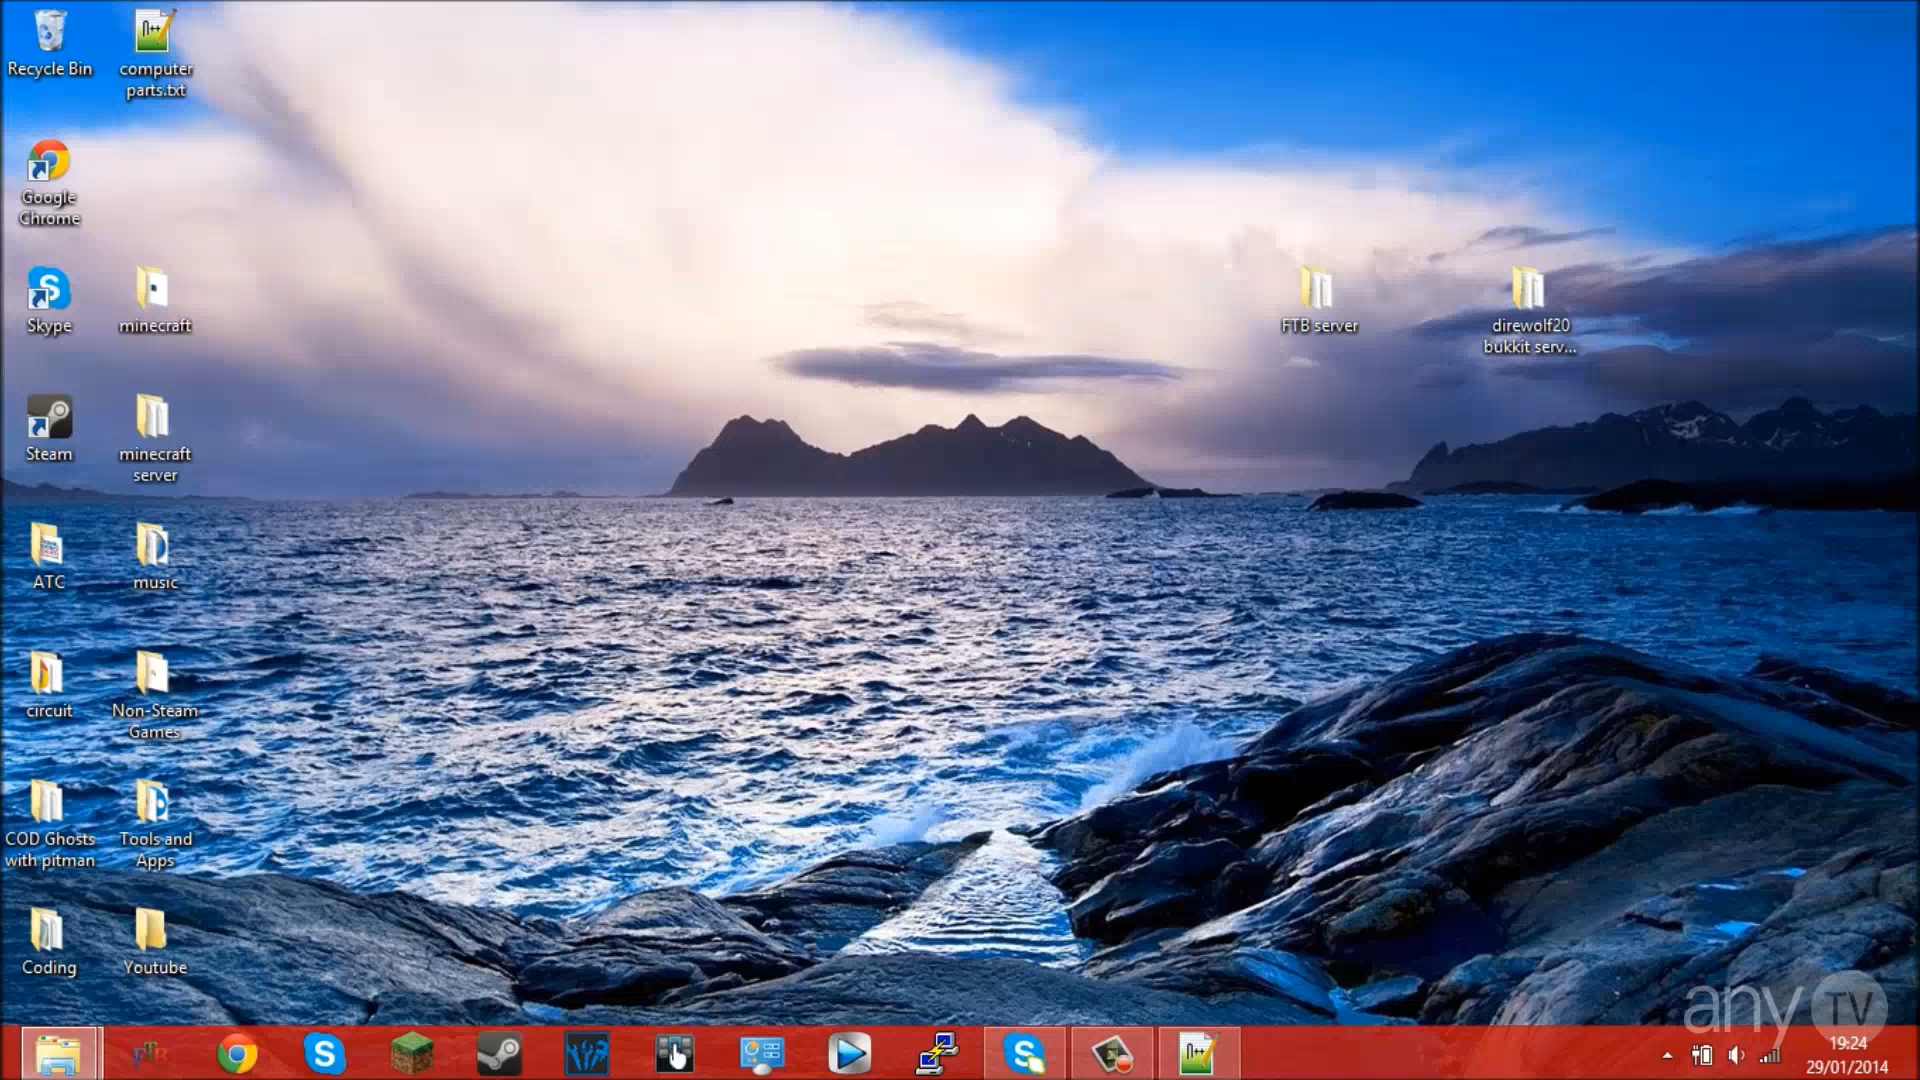 Recycle Bin
computer
parts.txt
Google
Chrome
Skype
minecraft
FTB server
direwolf20
bukkit serv...
Steam
minecraft
server
ATC
music
circuit
Non-Steam
Games
COD Ghosts
with pitman
Tools and
Apps
Coding
Youtube
any TV
FTB
19:24
29/01/2014